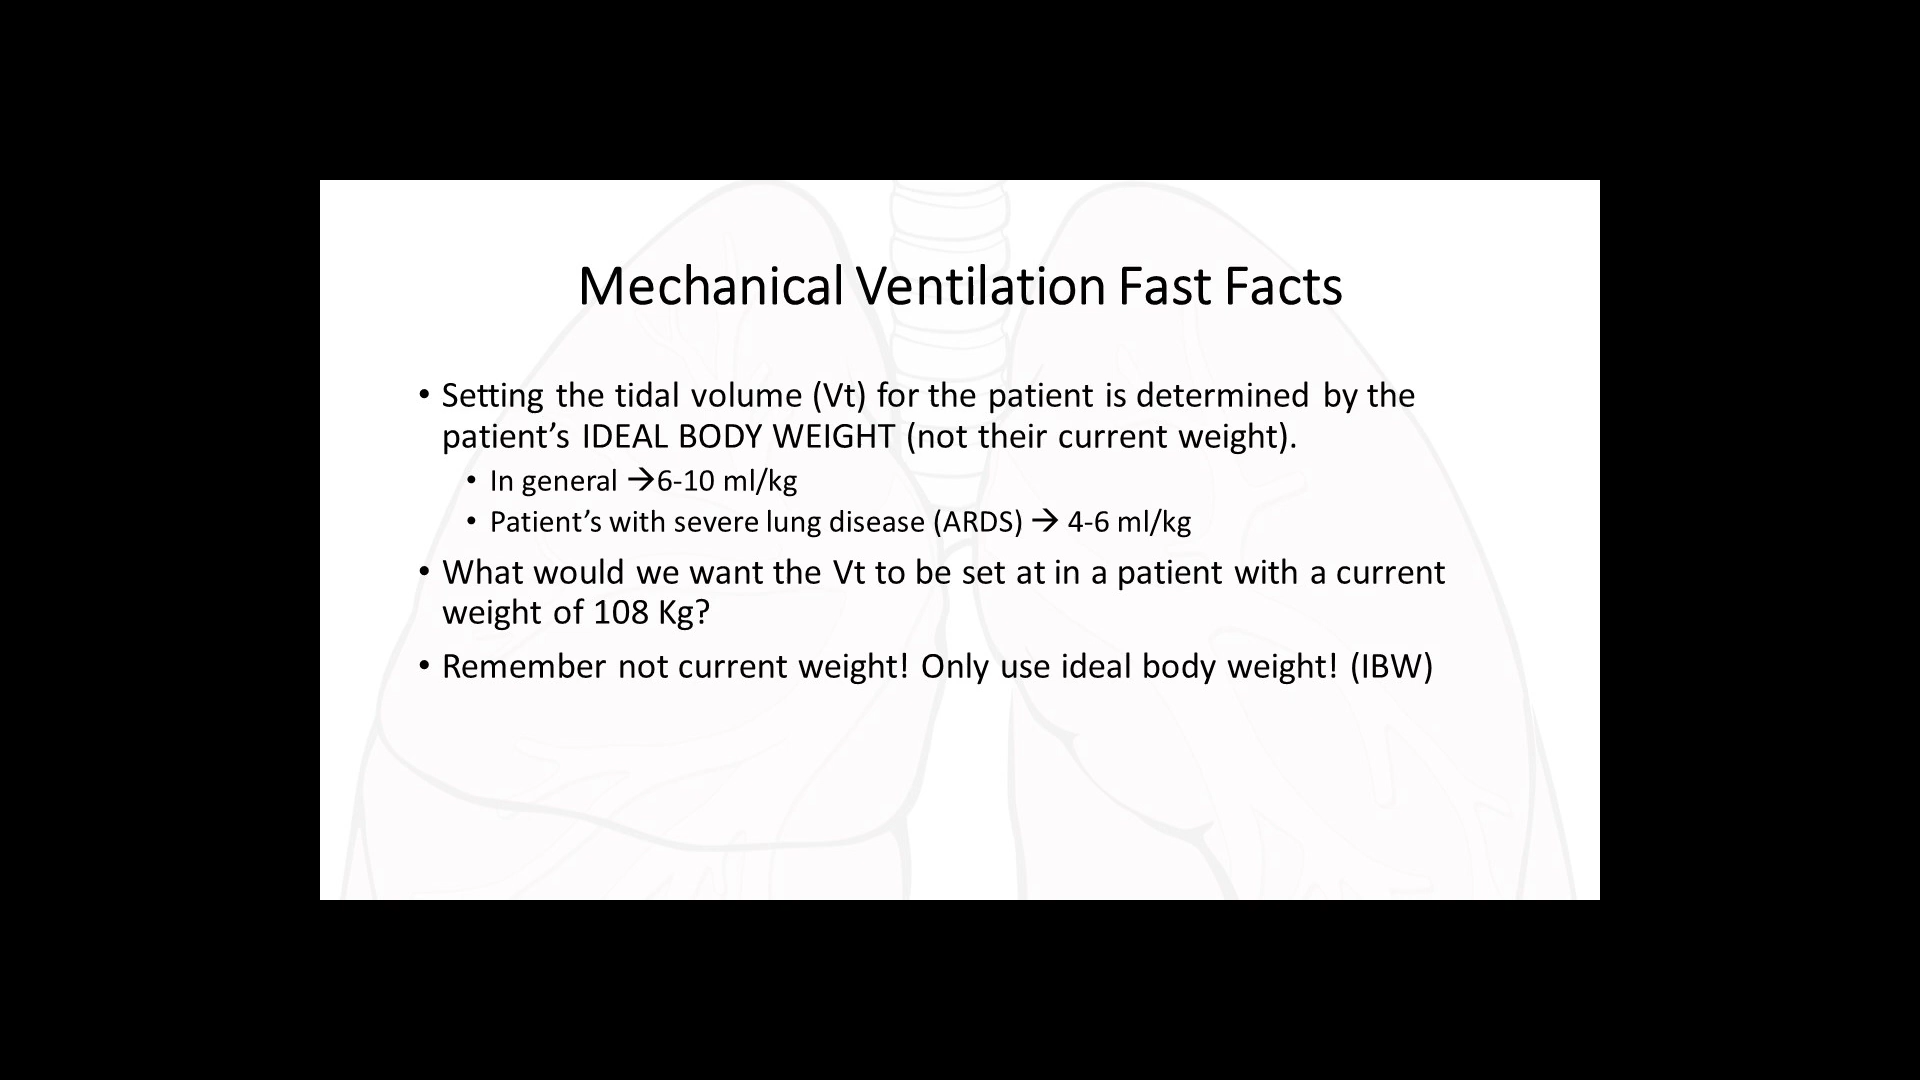 Mechanical Ventilation Fast Facts
• Setting the tidal volume (Vt) for the patient is determined by the
patient’s IDEAL BODY WEIGHT (not their current weight).
• In general →6-10 ml/kg
• Patient’s with severe lung disease (ARDS) → 4-6 ml/kg
• What would we want the Vt to be set at in a patient with a current
weight of 108 Kg?
• Remember not current weight! Only use ideal body weight! (IBW)